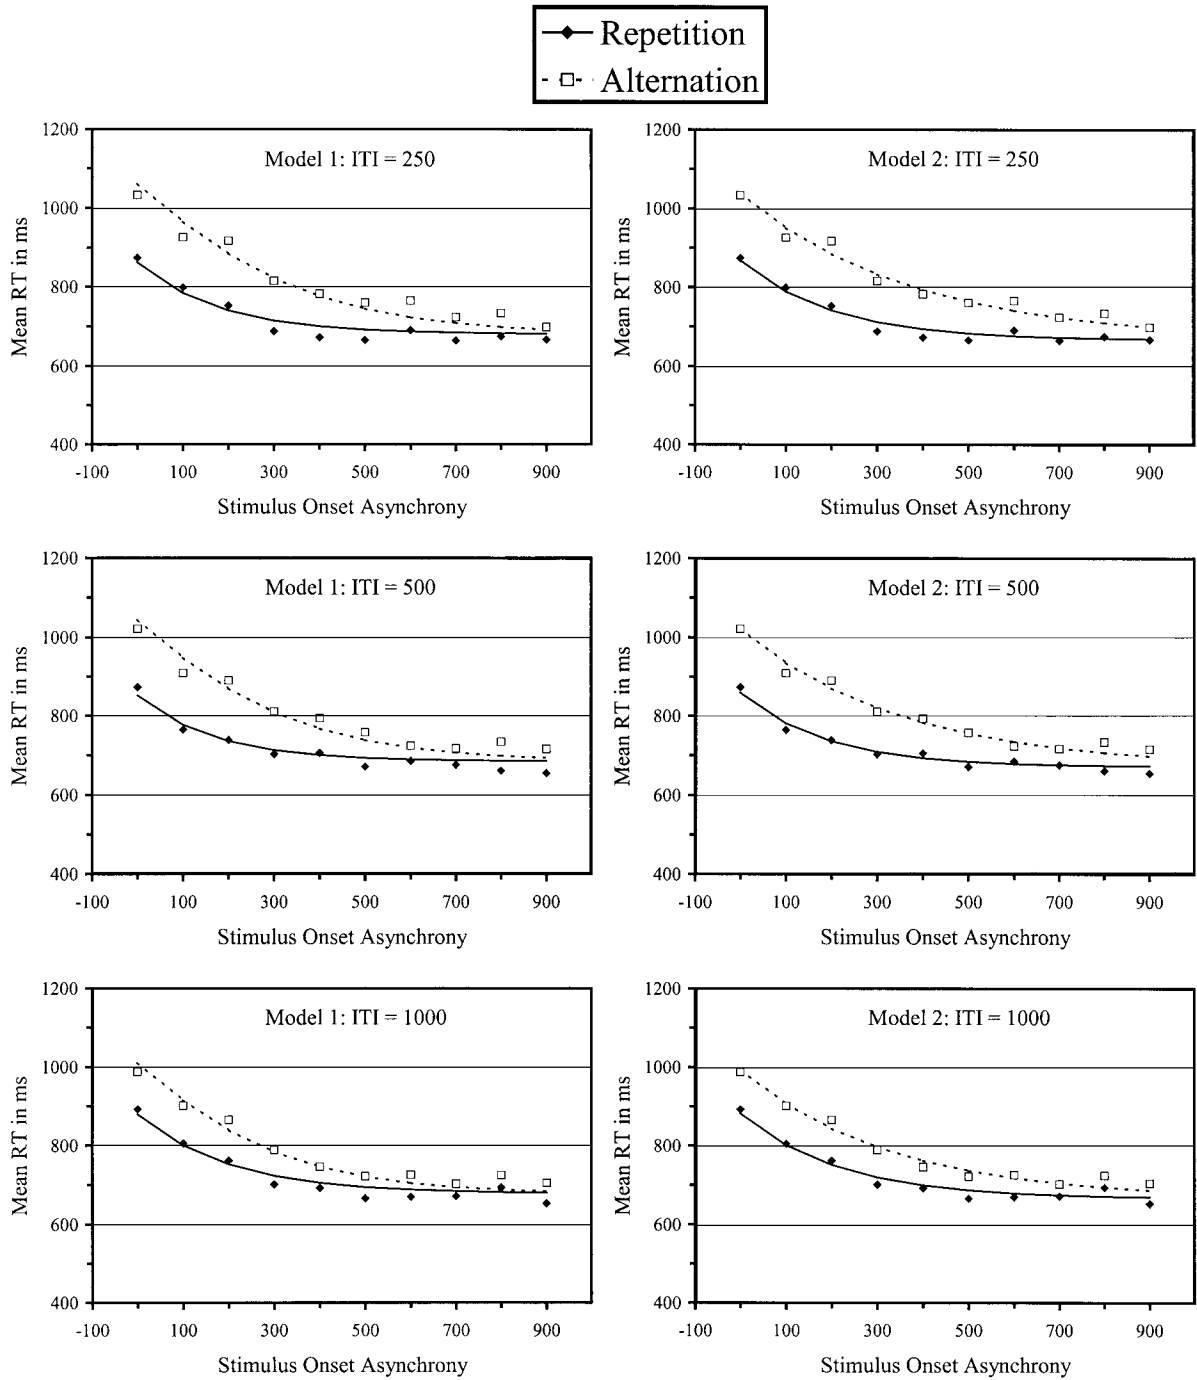 Repetition
Alternation
Model 1: ITI = 250
1200
1000
800
600
400
-100 100 300 500 700 900
Mean RT in ms
Stimulus Onset Asynchrony
Model 2: ITI = 250
1200
1000
800
600
400
-100 100 300 500 700 900
Mean RT in ms
Stimulus Onset Asynchrony
Model 1: ITI = 500
1200
1000
800
600
400
-100 100 300 500 700 900
Mean RT in ms
Stimulus Onset Asynchrony
Model 2: ITI = 500
1200
1000
800
600
400
-100 100 300 500 700 900
Mean RT in ms
Stimulus Onset Asynchrony
Model 1: ITI = 1000
1200
1000
800
600
400
-100 100 300 500 700 900
Mean RT in ms
Stimulus Onset Asynchrony
Model 2: ITI = 1000
1200
1000
800
600
400
-100 100 300 500 700 900
Mean RT in ms
Stimulus Onset Asynchrony